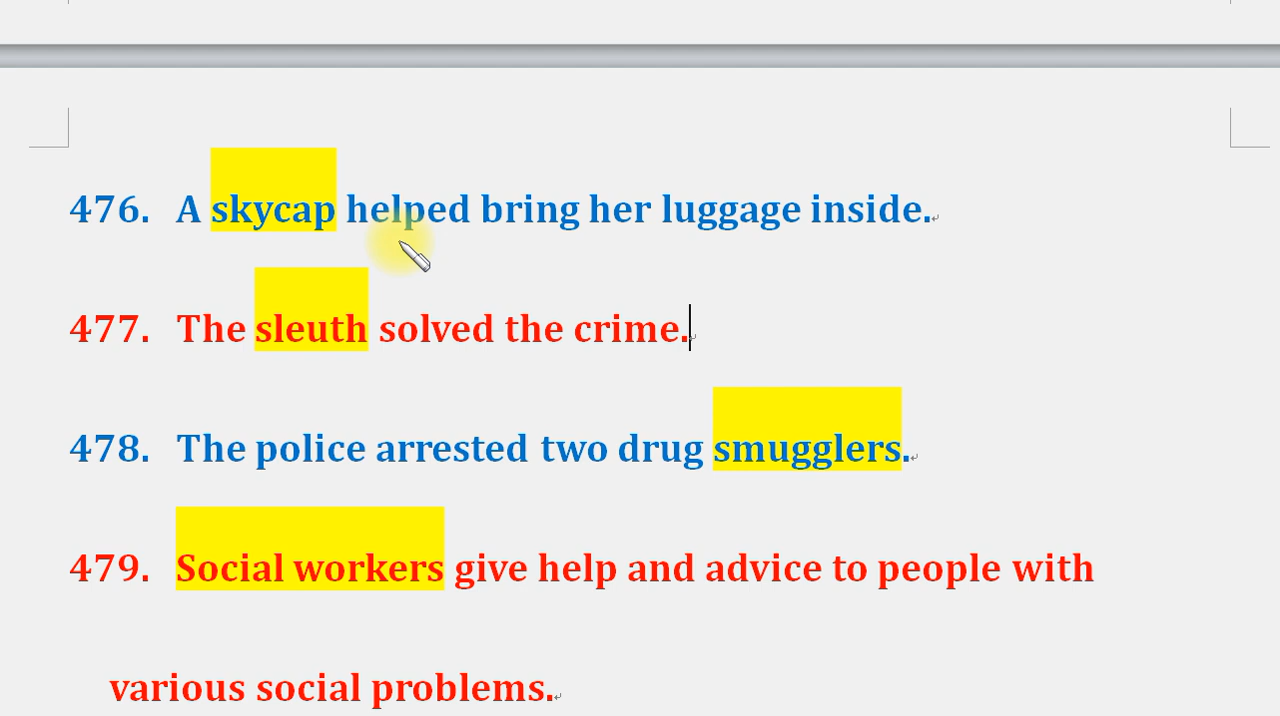 476. A skycap helped bring her luggage inside.
477. The sleuth solved the crime.
478. The police arrested two drug smugglers.
479. Social workers give help and advice to people with
various social problems.